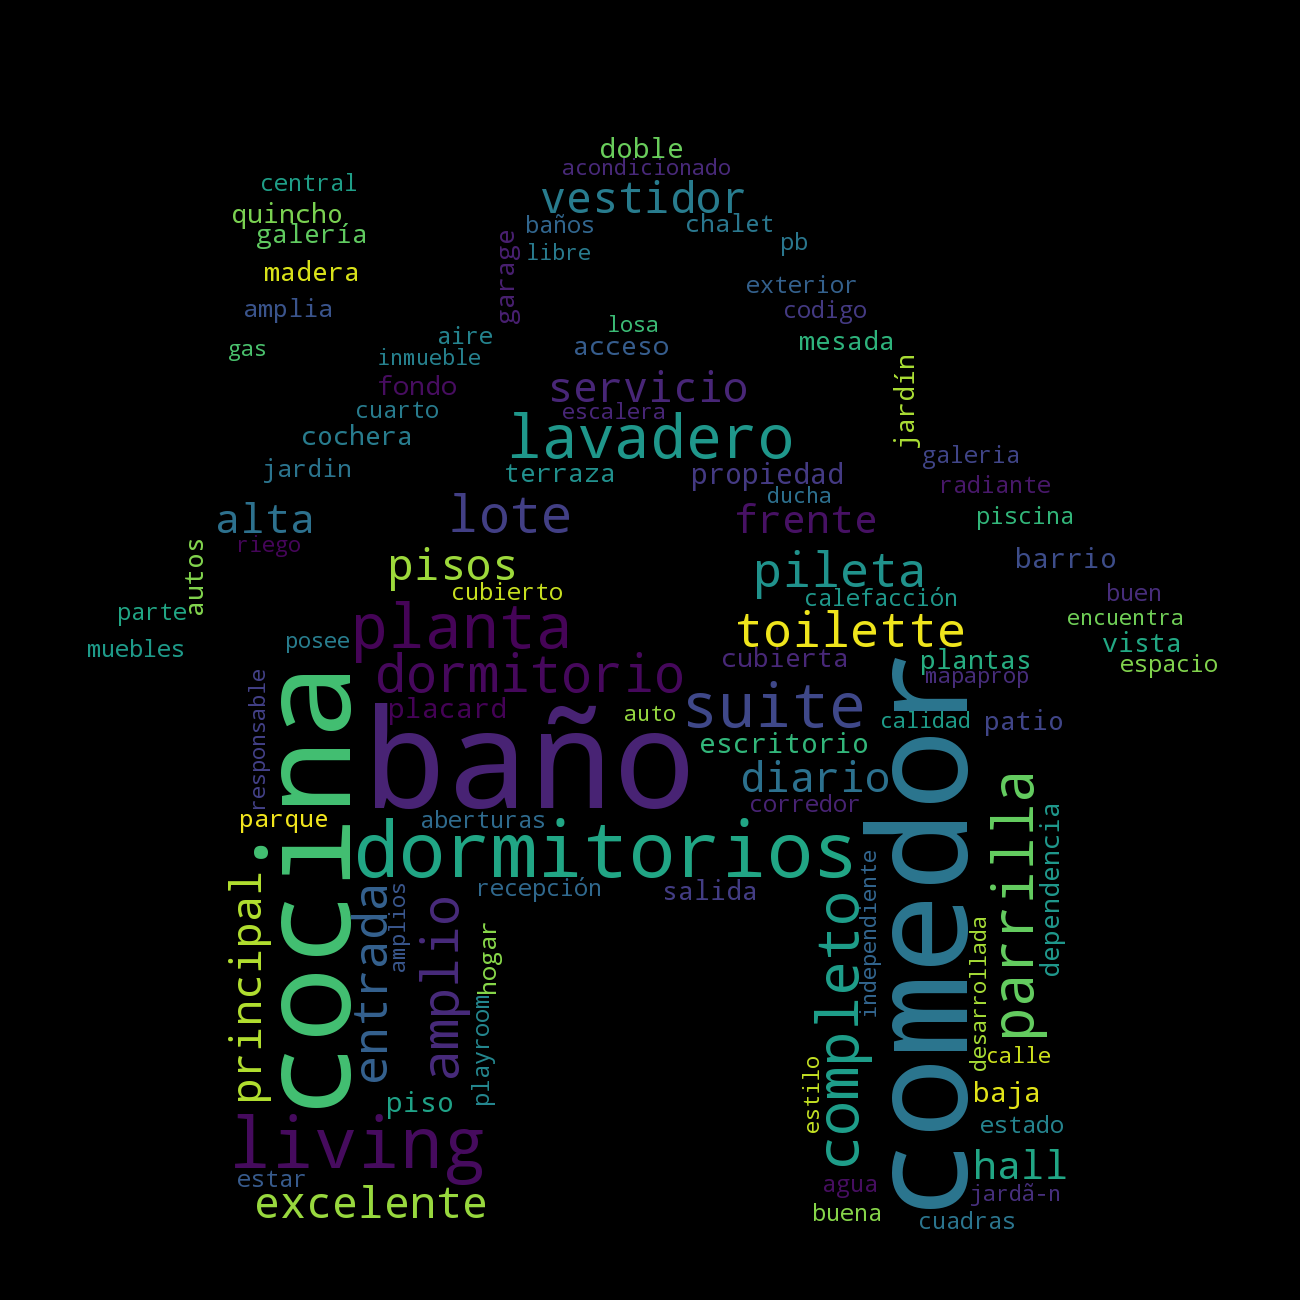 doble
acondicionado
central
vestidor
quincho
baños
chalet
galería
pb
libre
garage
madera
exterior
amplia
codigo
losa
aire
acceso
mesada
gas
inmueble
fondo
servicio
jardín
cuarto
escalera
cochera
lavadero
galeria
jardin
terraza
propiedad
radiante
ducha
alta
lote
frente
piscina
riego
autos
pisos
pileta
barrio
cubierto
calefacción
buen
parte
planta
toilette
encuentra
posee
vista
muebles
cubierta
plantas
espacio
dormitorio
mapaprop
responsable
cocina
placard
auto
suite
calidad
patio
baño
escritorio
comedor
diario
corredor
parque
aberturas
parrilla
dormitorios
dependencia
principal.
recepción
salida
independiente
entrada
amplios
amplio
hogar
completo
desarrollada
playroom
calle
estilo
piso
baja
living
estado
estar
hall
agua
jardã-n
excelente
buena
cuadras